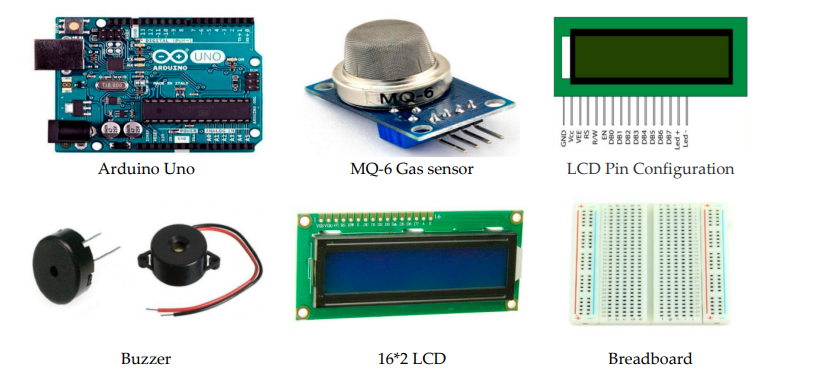 UNO
ARDUINO
MQ-6
GND
Vcc
VEE
RS
R/W
EN
DB0
DB1
DB2
DB3
DB4
DB5
DB6
DB7
Led +
Led -
Arduino Uno
MQ-6 Gas sensor
LCD Pin Configuration
16
Buzzer
16*2 LCD
Breadboard